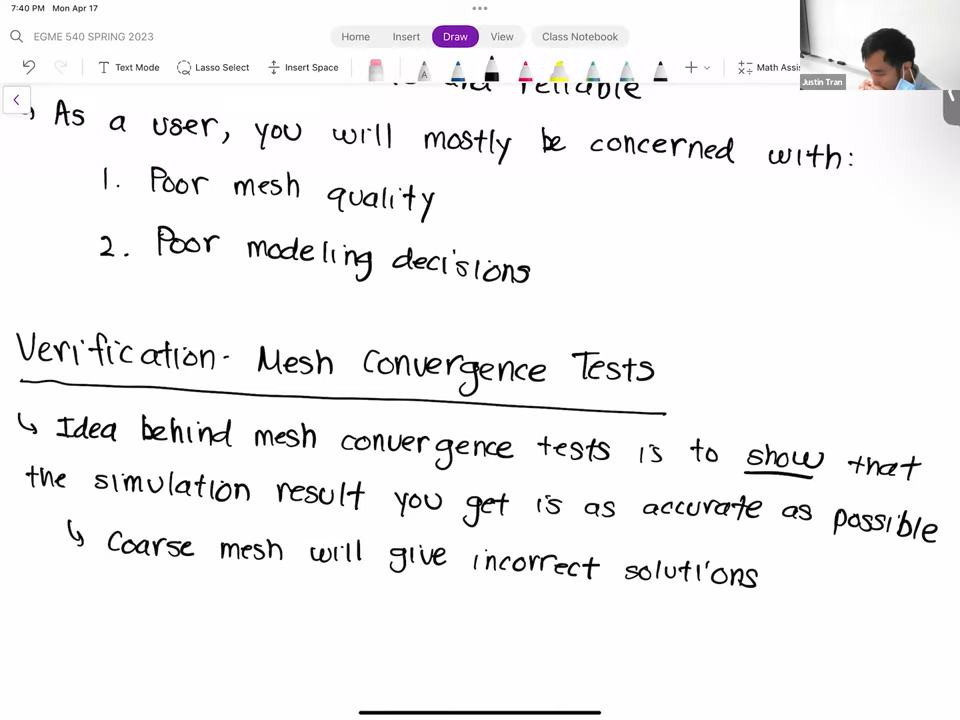 7:40 PM Mon Apr 17
EGME 540 SPRING 2023
Home Insert Draw View Class Notebook
Text Mode Lasso Select Insert Space Math Assis
Justin Tran
reliable
As a user, you will mostly be concerned with:
1. Poor mesh quality
2. Poor modeling decisions
Verification - Mesh Convergence Tests
↳ Idea behind mesh convergence tests is to show that
the simulation result you get is as accurate as possible
↳ Coarse mesh will give incorrect solutions